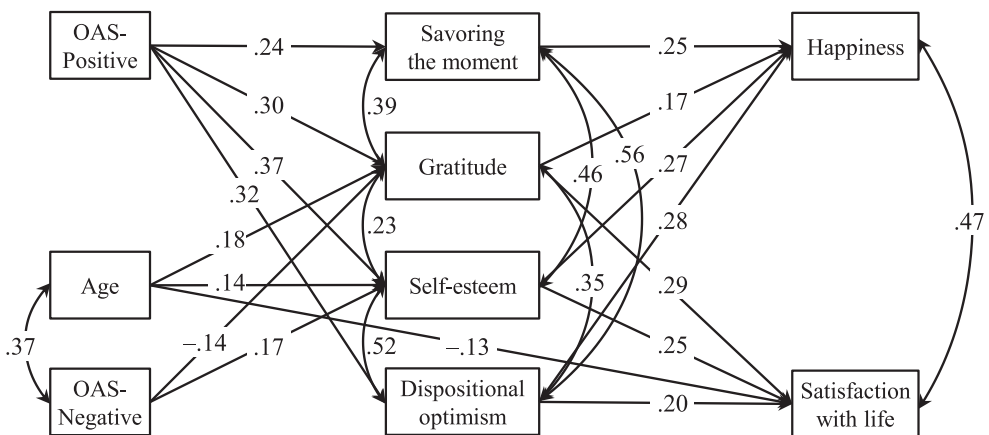 OAS-
Positive
Savoring
the moment
Happiness
.24
.25
.39
.30
.17
.37
Gratitude
.56
.46
.27
.32
.18
.23
.28
.47
Age
.14
Self-esteem
.35
.29
.37
–.14
.17
.52
–.13
.25
OAS-
Negative
Dispositional
optimism
.20
Satisfaction
with life